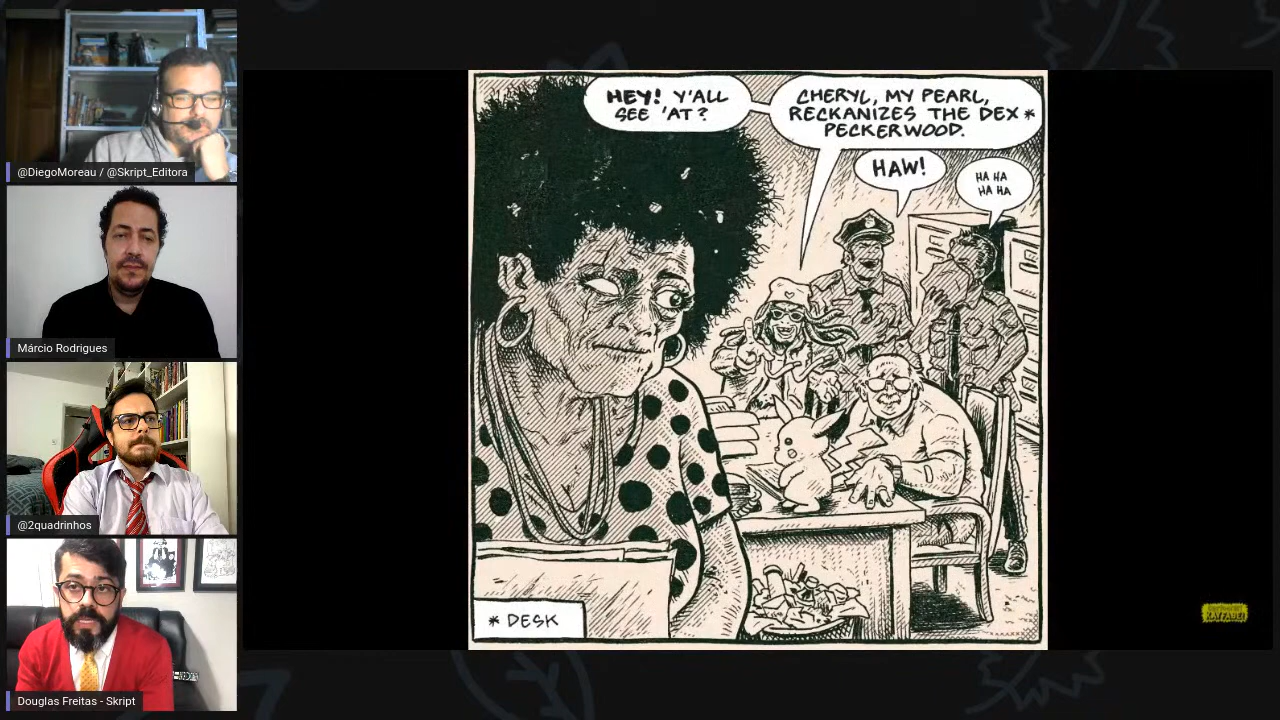 @DiegoMoreau / @Skript_Editora
Márcio Rodrigues
@2quadrinhos
Douglas Freitas - Skript
HEY! Y'ALL
SEE 'AT?
CHERYL, MY PEARL,
RECKANIZES THE DEX *
PECKERWOOD.
HAW!
HA HA
HA HA
* DESK
KAYFABE!